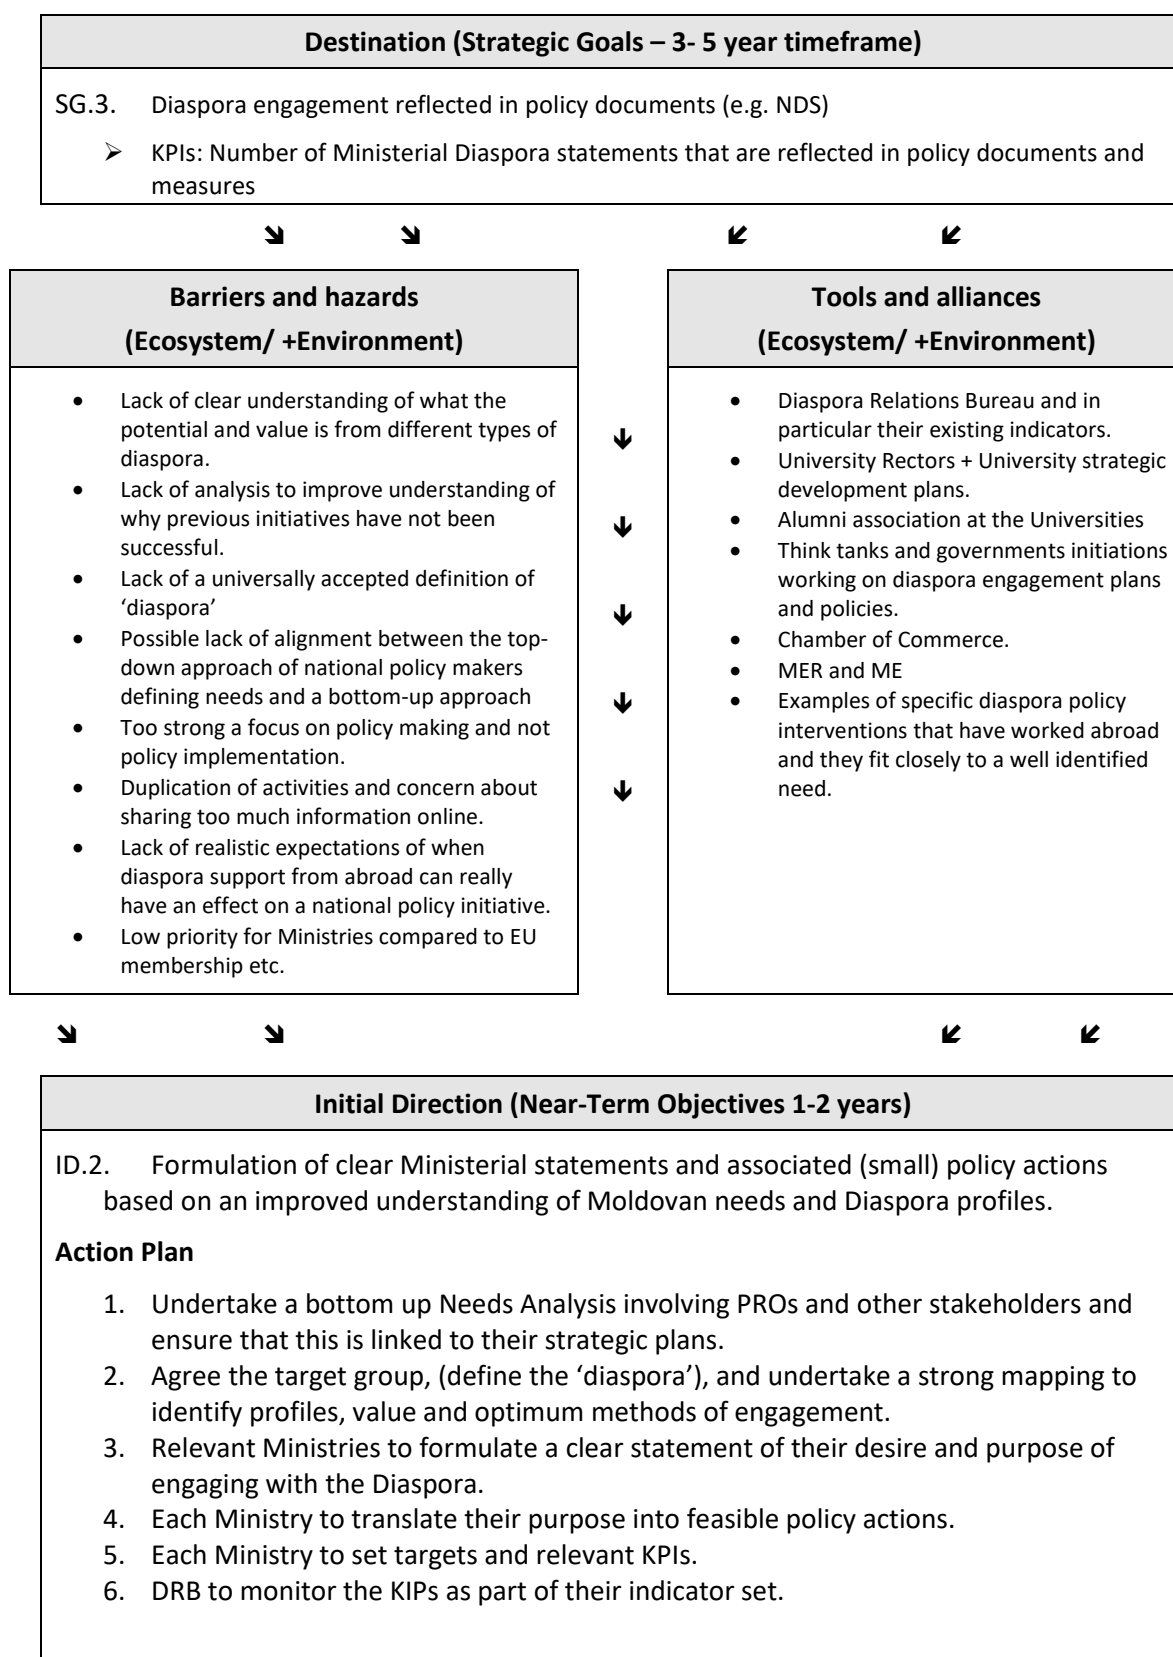 Destination (Strategic Goals – 3- 5 year timeframe)
SG.3. Diaspora engagement reflected in policy documents (e.g. NDS)
➢ KPIs: Number of Ministerial Diaspora statements that are reflected in policy documents and
measures
Barriers and hazards
(Ecosystem/ +Environment)
• Lack of clear understanding of what the
potential and value is from different types of
diaspora.
• Lack of analysis to improve understanding of
why previous initiatives have not been
successful.
• Lack of a universally accepted definition of
‘diaspora’
• Possible lack of alignment between the top-
down approach of national policy makers
defining needs and a bottom-up approach
• Too strong a focus on policy making and not
policy implementation.
• Duplication of activities and concern about
sharing too much information online.
• Lack of realistic expectations of when
diaspora support from abroad can really
have an effect on a national policy initiative.
• Low priority for Ministries compared to EU
membership etc.
Tools and alliances
(Ecosystem/ +Environment)
• Diaspora Relations Bureau and in
particular their existing indicators.
• University Rectors + University strategic
development plans.
• Alumni association at the Universities
• Think tanks and governments initiations
working on diaspora engagement plans
and policies.
• Chamber of Commerce.
• MER and ME
• Examples of specific diaspora policy
interventions that have worked abroad
and they fit closely to a well identified
need.
Initial Direction (Near-Term Objectives 1-2 years)
ID.2. Formulation of clear Ministerial statements and associated (small) policy actions
based on an improved understanding of Moldovan needs and Diaspora profiles.
Action Plan
1. Undertake a bottom up Needs Analysis involving PROs and other stakeholders and
ensure that this is linked to their strategic plans.
2. Agree the target group, (define the ‘diaspora’), and undertake a strong mapping to
identify profiles, value and optimum methods of engagement.
3. Relevant Ministries to formulate a clear statement of their desire and purpose of
engaging with the Diaspora.
4. Each Ministry to translate their purpose into feasible policy actions.
5. Each Ministry to set targets and relevant KPIs.
6. DRB to monitor the KIPs as part of their indicator set.